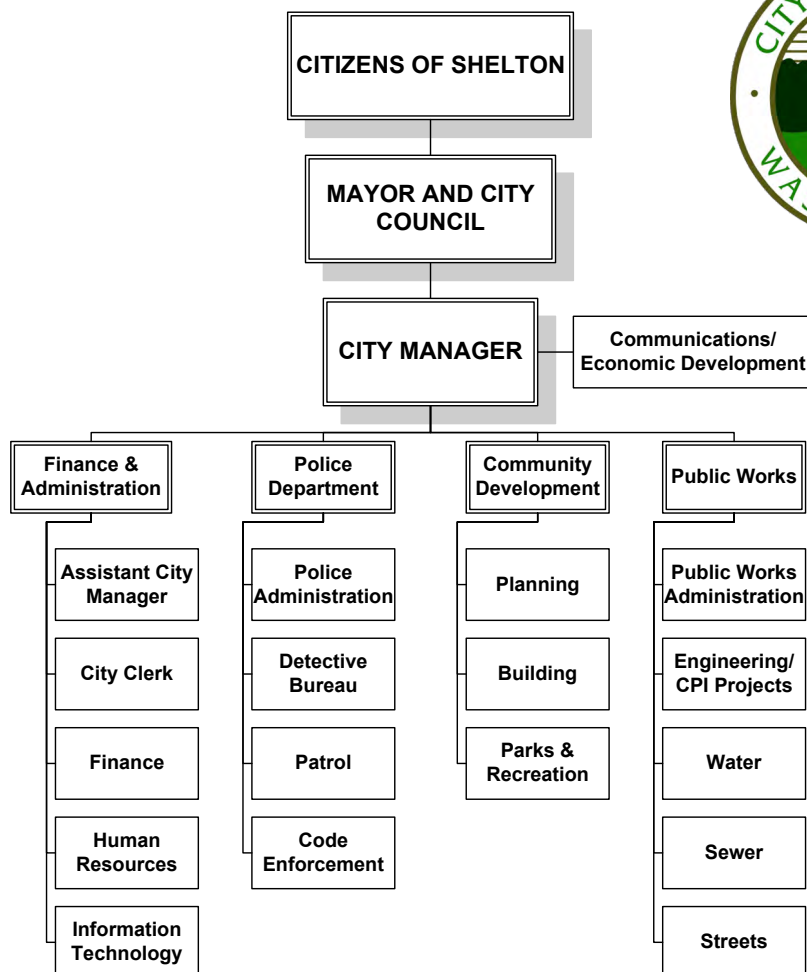 CITIZENS OF SHELTON
MAYOR AND CITY
COUNCIL
CITY MANAGER
Communications/
Economic Development
Finance &
Administration
Police
Department
Community
Development
Public Works
Assistant City
Manager
City Clerk
Finance
Human
Resources
Information
Technology
Police
Administration
Detective
Bureau
Patrol
Code
Enforcement
Planning
Building
Parks &
Recreation
Public Works
Administration
Engineering/
CPI Projects
Water
Sewer
Streets
CITY